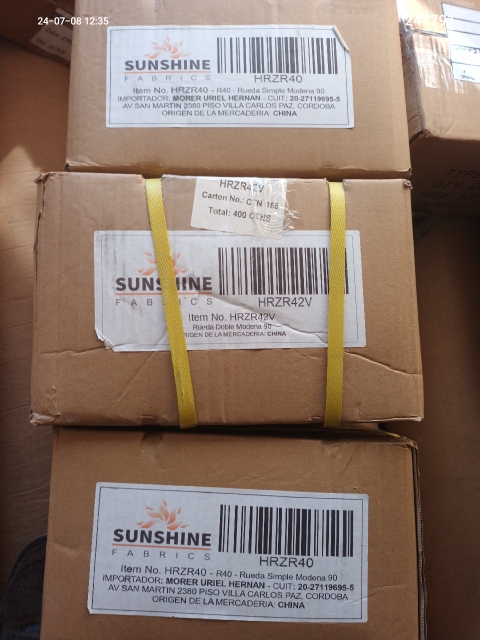 24-07-08 12:35
SUNSHINE
FABRICS
HRZR40
Item No. HRZR40 - R40 - Rueda Simple Modena 90
IMPORTADOR: MORER URIEL HERNAN - CUIT: 20-27119695-5
AV SAN MARTIN 2380 PISO VILLA CARLOS PAZ, CORDOBA
ORIGEN DE LA MERCADERIA: CHINA
HRZR42V
Carton No.: CTN 165
Total: 400
SUNSHINE
FABRICS
HRZR42V
Item No. HRZR42V
Rueda Doble Modena 90
ORIGEN DE LA MERCADERIA: CHINA
SUNSHINE
FABRICS
HRZR40
Item No. HRZR40 - R40 - Rueda Simple Modena 90
IMPORTADOR: MORER URIEL HERNAN - CUIT: 20-27119695-5
AV SAN MARTIN 2380 PISO VILLA CARLOS PAZ, CORDOBA
ORIGEN DE LA MERCADERIA: CHINA